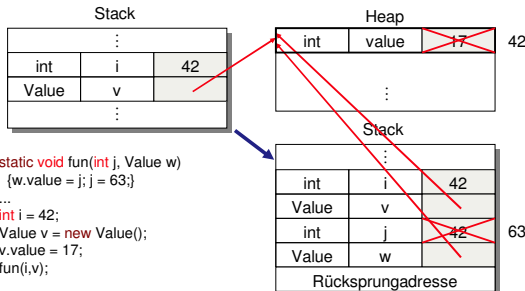 Stack
⋮
int i 42
Value v
⋮
Heap
int value 17 42
⋮
Stack
⋮
int i 42
Value v
int j 42 63
Value w
Rücksprungadresse
static void fun(int j, Value w)
{w.value = j; j = 63;}
...
int i = 42;
Value v = new Value();
v.value = 17;
fun(i,v);